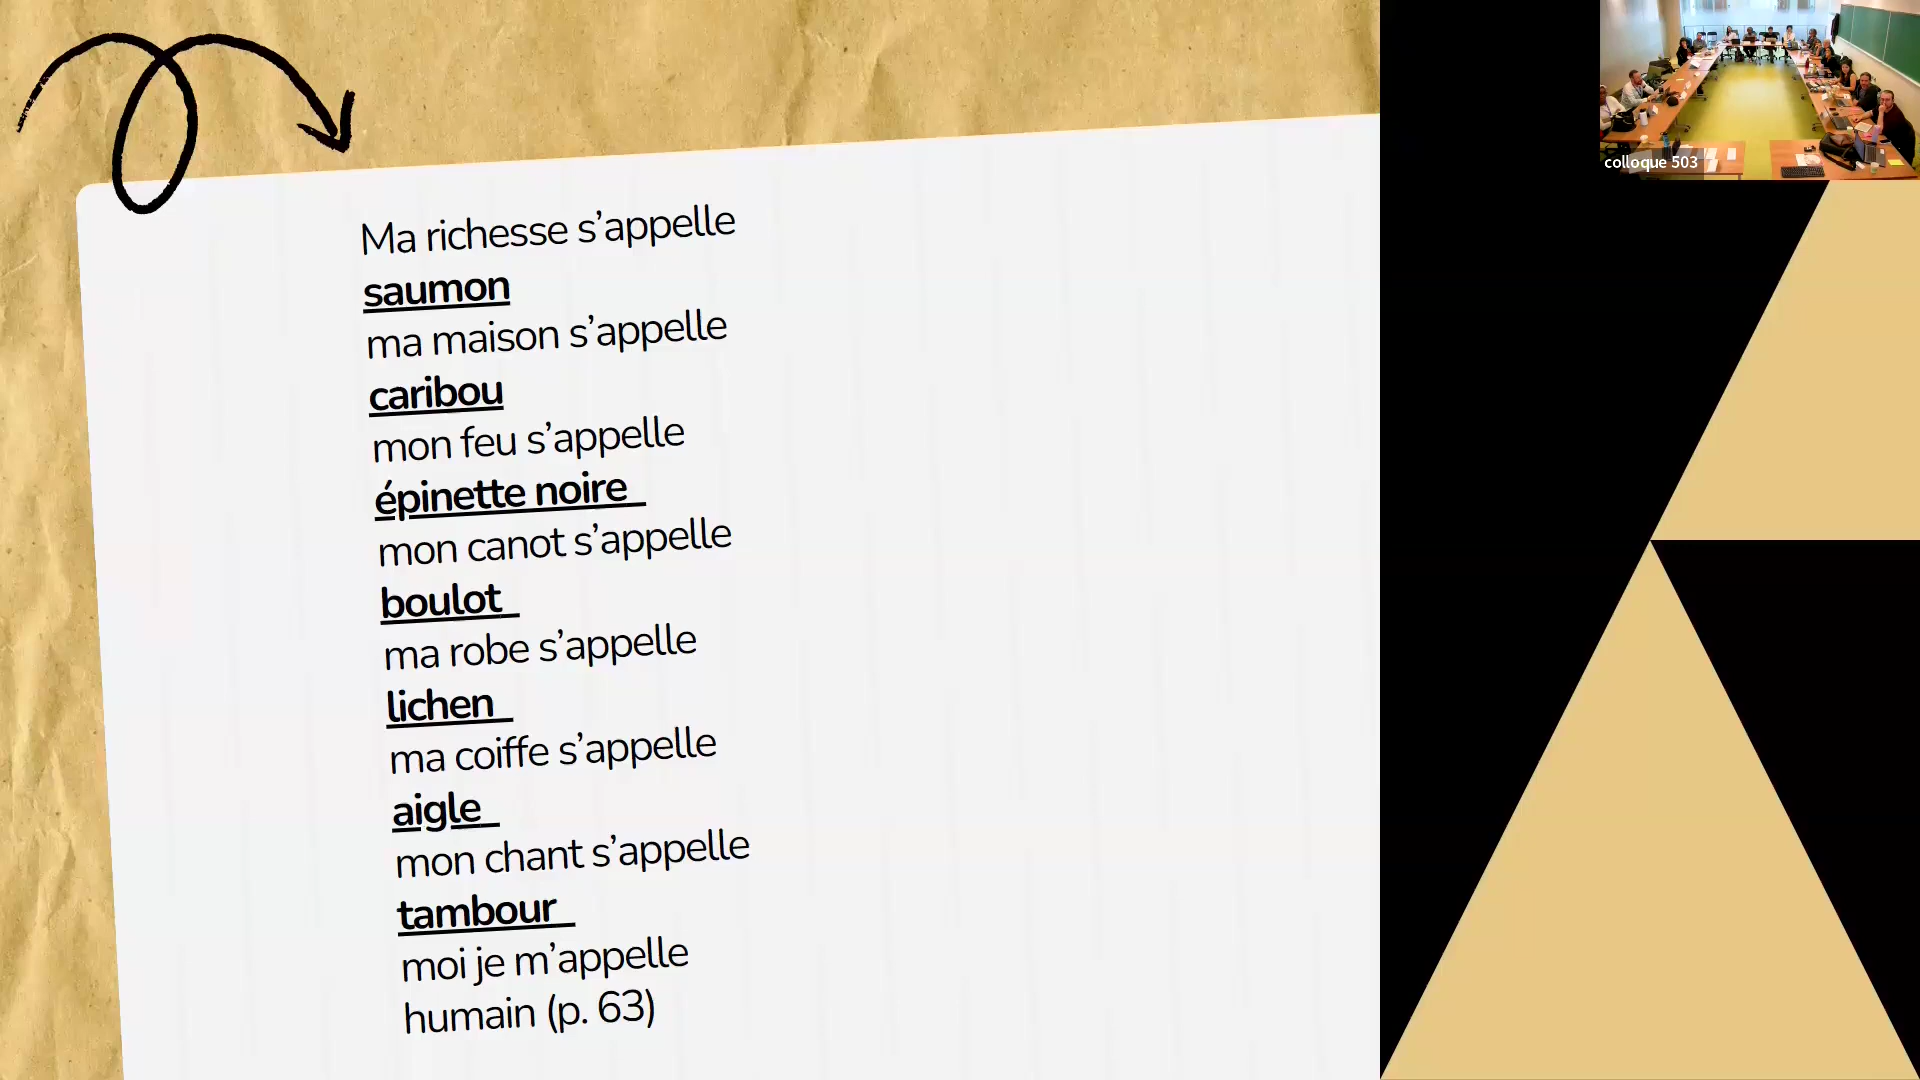 Ma richesse s’appelle
saumon
ma maison s’appelle
caribou
mon feu s’appelle
épinette noire
mon canot s’appelle
boulot
ma robe s’appelle
lichen
ma coiffe s’appelle
aigle
mon chant s’appelle
tambour
moi je m’appelle
humain (p. 63)
colloque 503